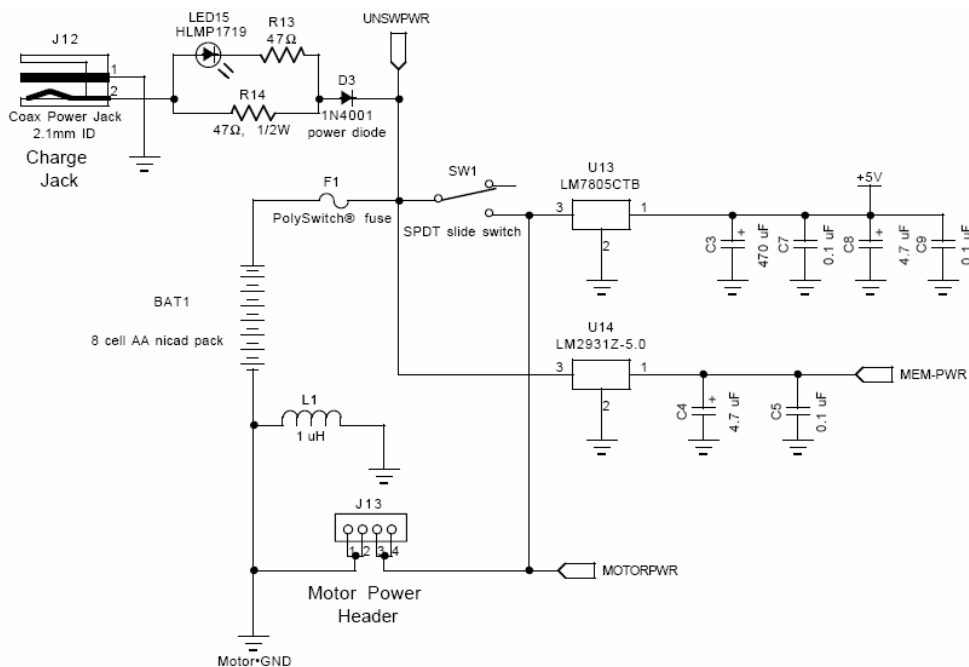 UNSWPWR
LED15
HLMP1719
R13
47Ω
J12
1
2
R14
47Ω, 1/2W
D3
1N4001
power diode
Coax Power Jack
2.1mm ID
Charge
Jack
F1
PolySwitch® fuse
SW1
SPDT slide switch
U13
LM7805CTB
3
1
2
+5V
C3
+
470 uF
C7
0.1 uF
C8
+
4.7 uF
C9
0.1 uF
BAT1
8 cell AA nicad pack
U14
LM2931Z-5.0
3
1
2
MEM-PWR
C4
+
4.7 uF
C5
0.1 uF
L1
1 uH
J13
1 2 3 4
Motor Power
Header
MOTORPWR
Motor•GND